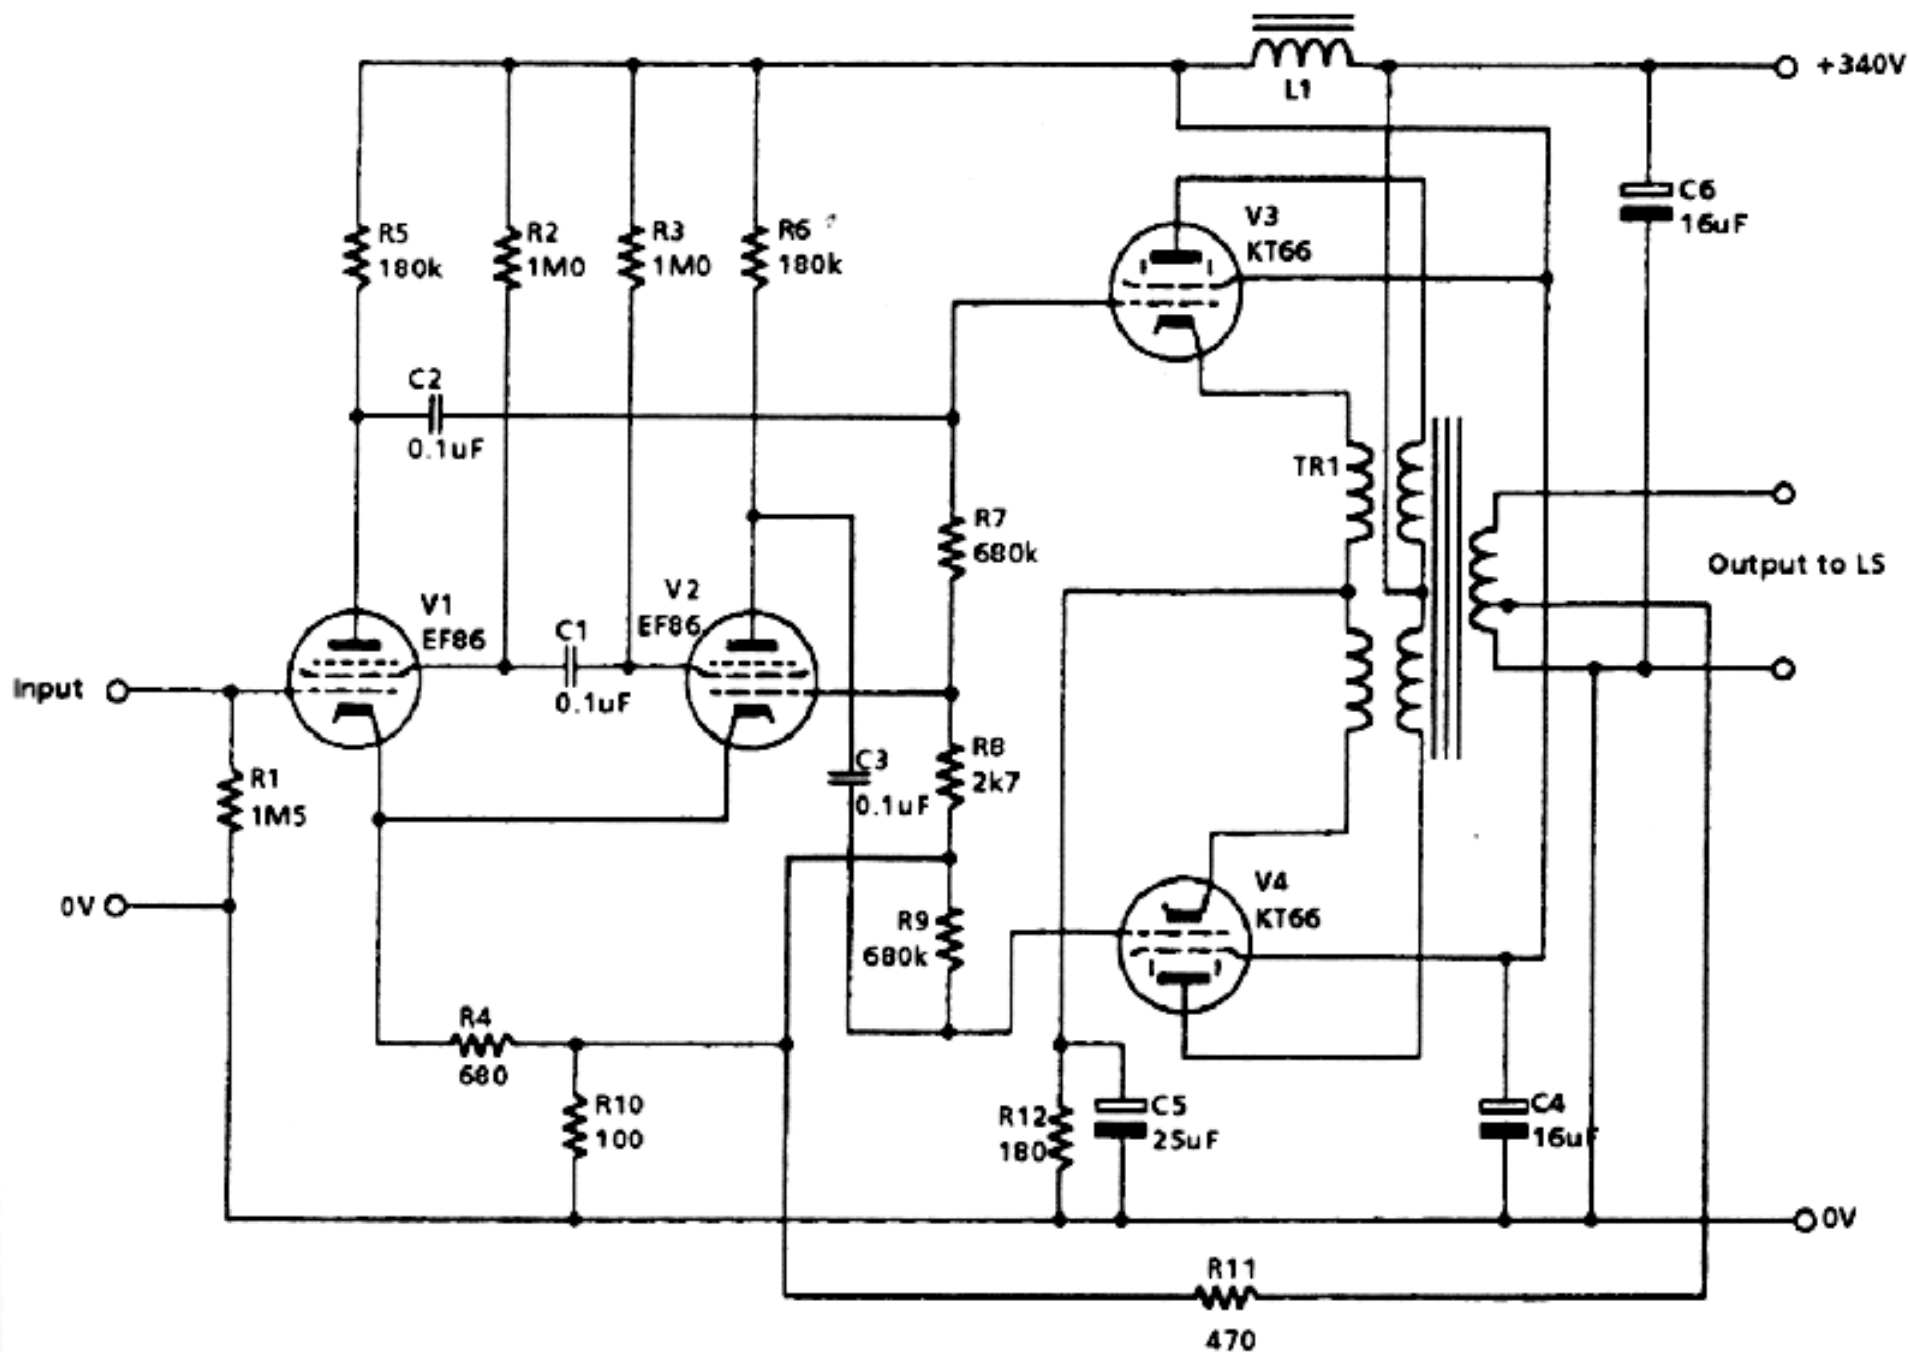 +340V
L1
C6
16uF
V3
KT66
R5
180k
R2
1M0
R3
1M0
R6
180k
C2
0.1uF
TR1
R7
680k
Output to LS
V1
EF86
C1
0.1uF
V2
EF86
Input
R1
1M5
C3
0.1uF
R8
2k7
V4
KT66
0V
R9
680k
R4
680
R10
100
R12
180
C5
25uF
C4
16uF
0V
R11
470